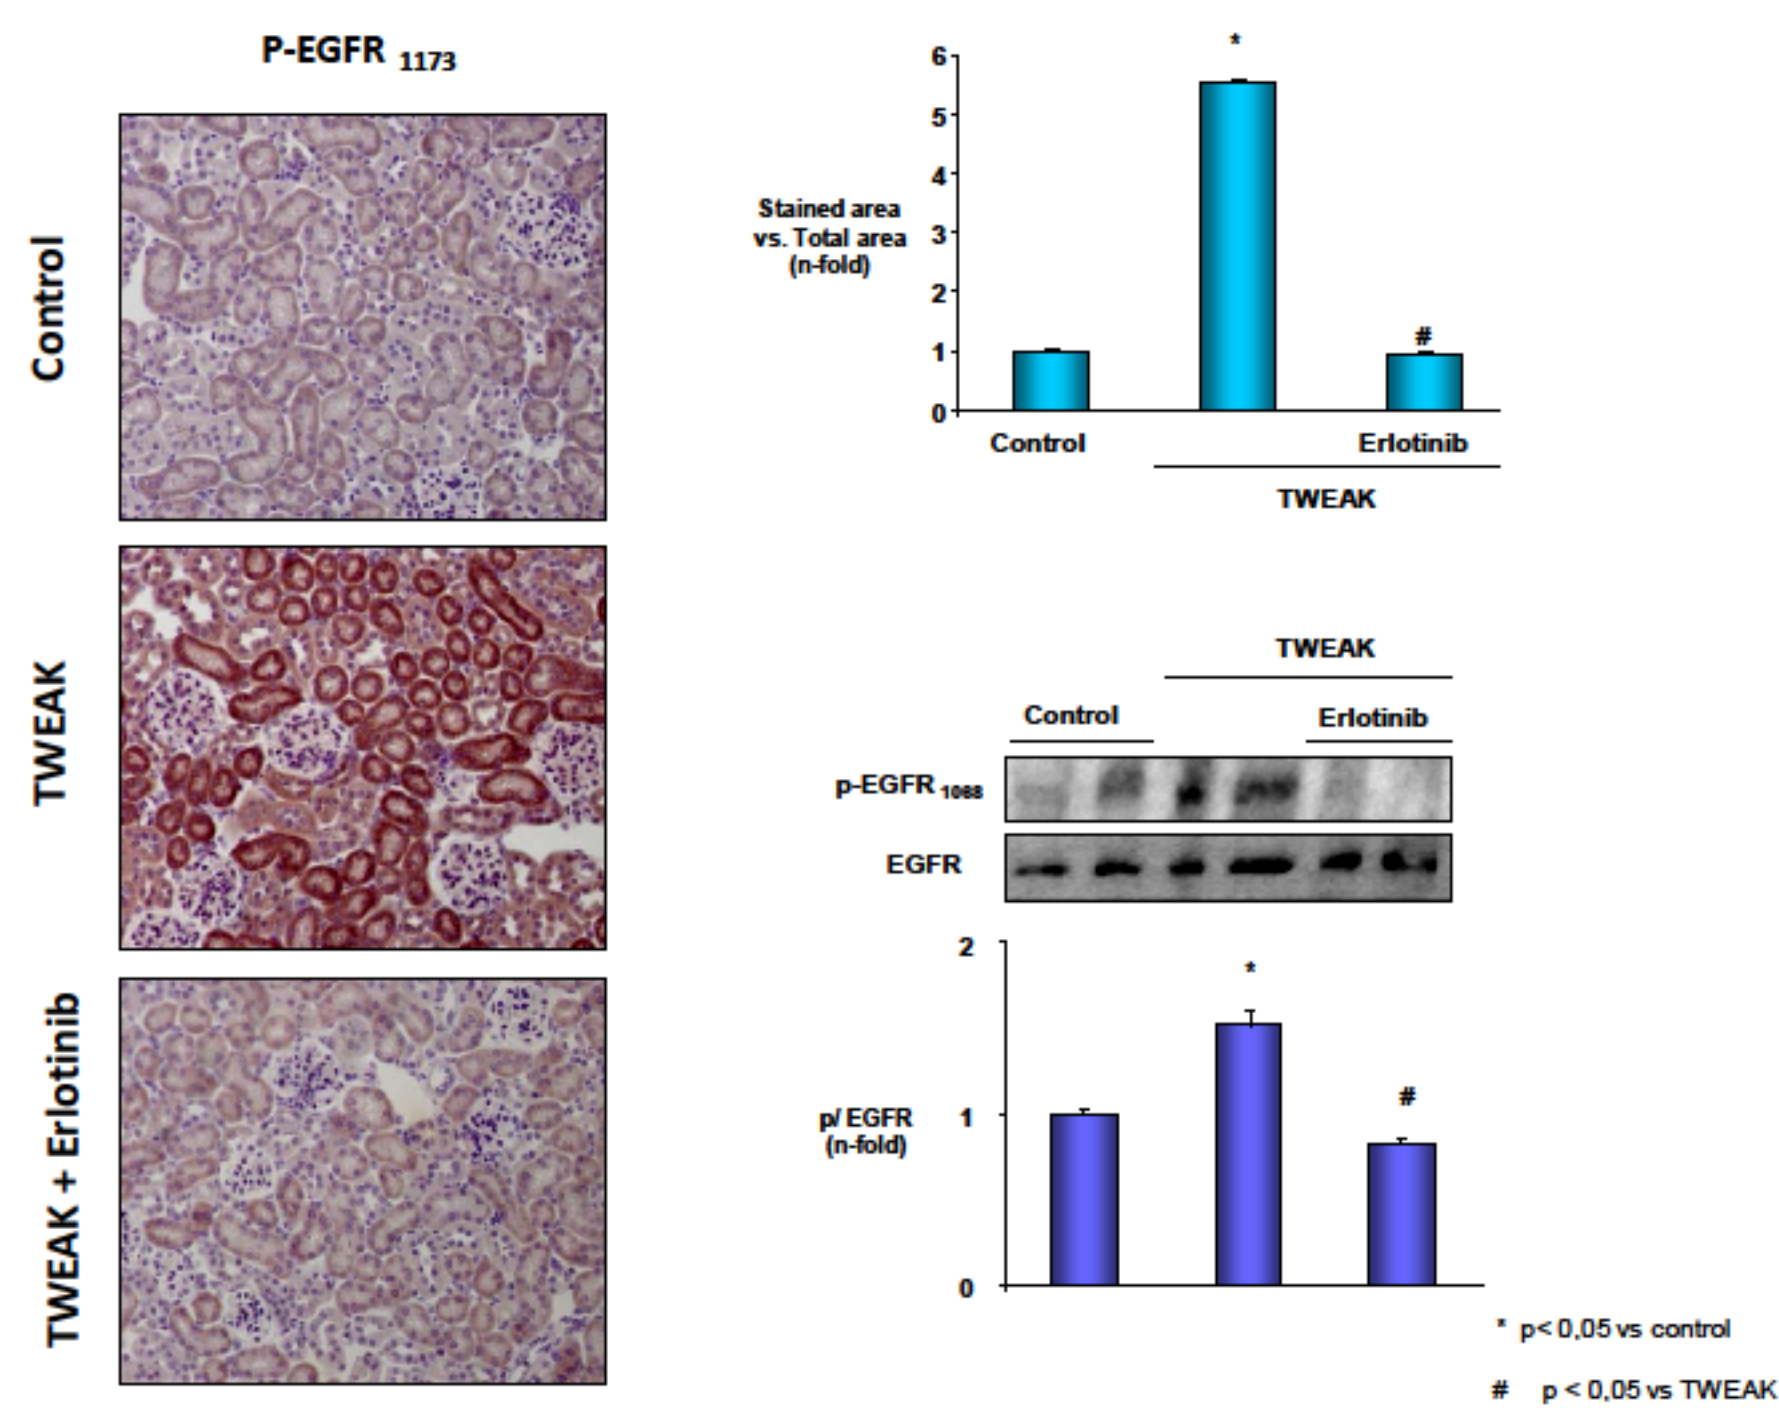 P-EGFR 1173
Control
TWEAK
TWEAK + Erlotinib
*
6
5
4
3
2
1
0
Stained area
vs. Total area
(n-fold)
#
Control
Erlotinib
TWEAK
TWEAK
Control
Erlotinib
p-EGFR 1068
EGFR
2
1
0
*
#
p/ EGFR
(n-fold)
* p< 0,05 vs control
# p < 0,05 vs TWEAK